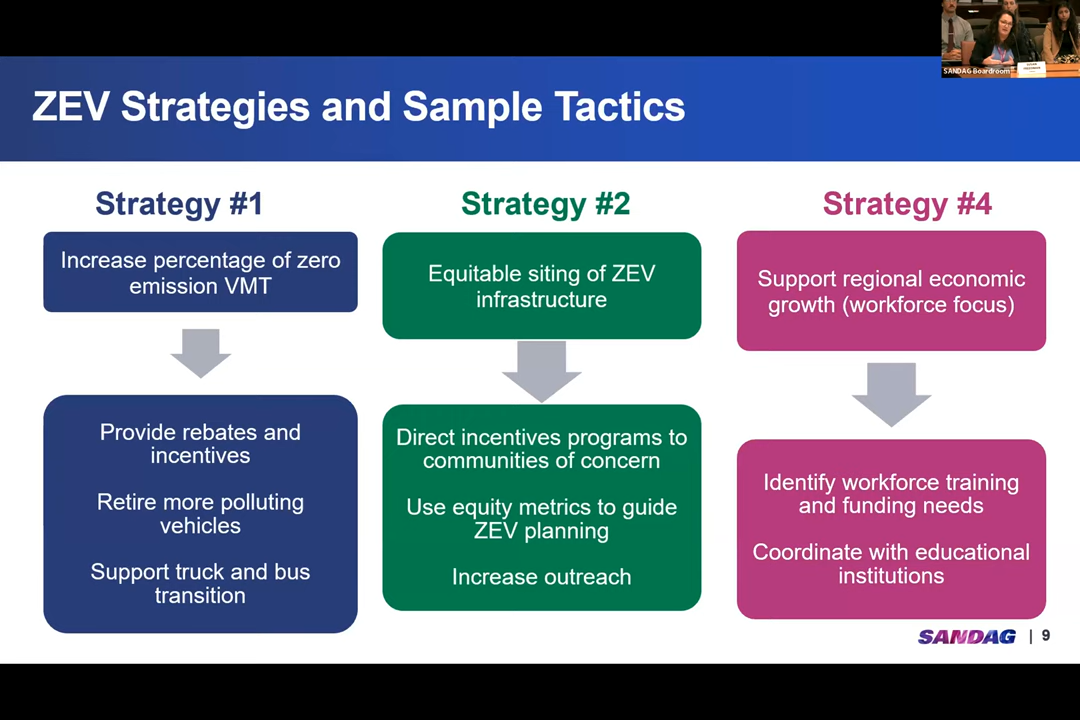 SANDAG Boardroom
ZEV Strategies and Sample Tactics
Strategy #1
Increase percentage of zero
emission VMT
Provide rebates and
incentives
Retire more polluting
vehicles
Support truck and bus
transition
Strategy #2
Equitable siting of ZEV
infrastructure
Direct incentives programs to
communities of concern
Use equity metrics to guide
ZEV planning
Increase outreach
Strategy #4
Support regional economic
growth (workforce focus)
Identify workforce training
and funding needs
Coordinate with educational
institutions
SANDAG | 9